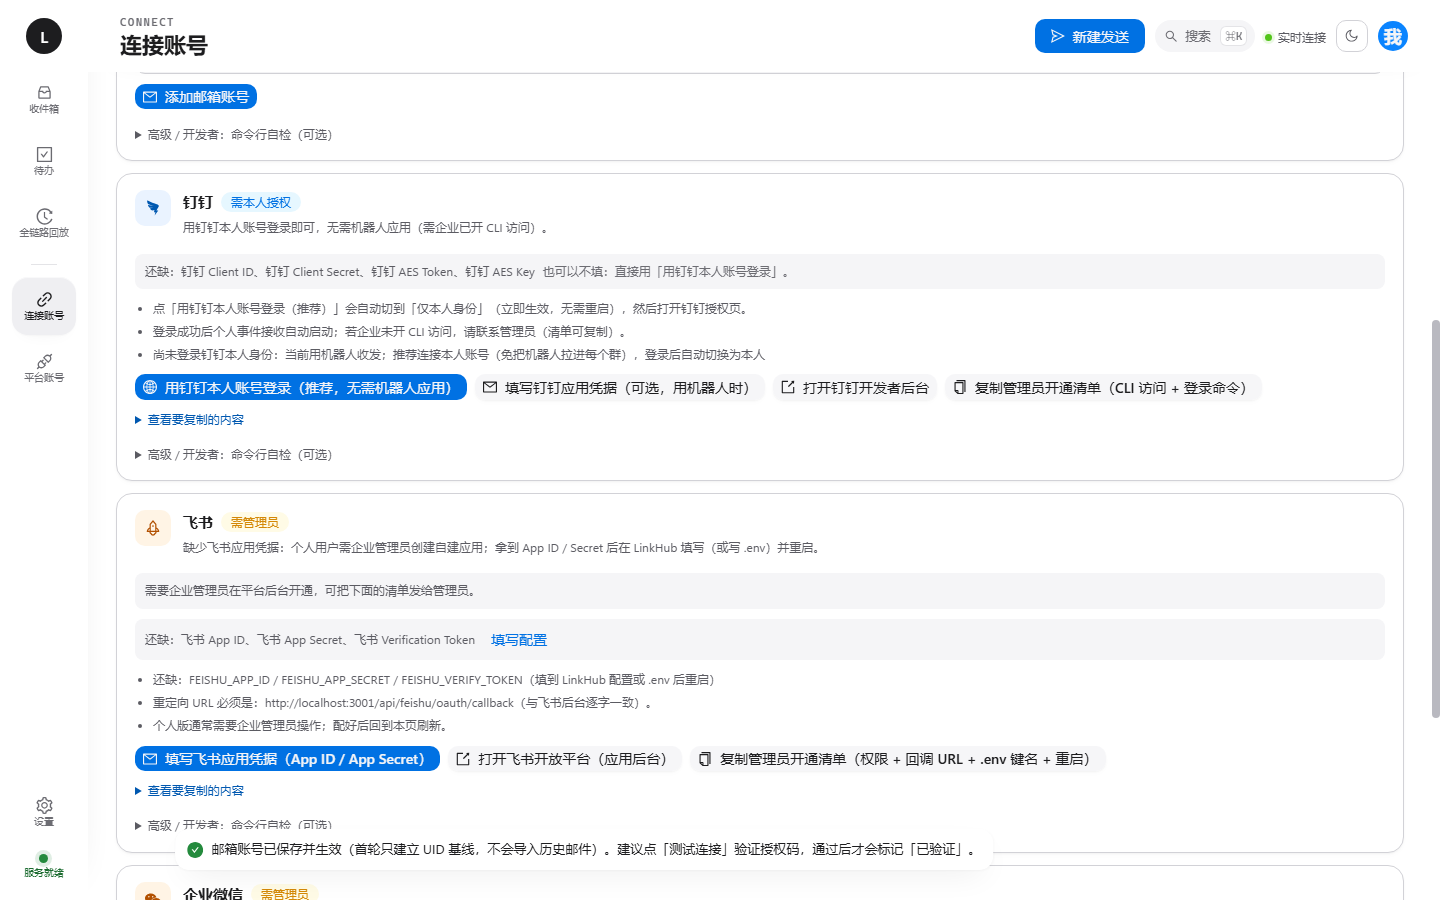 L
CONNECT
连接账号
新建发送
搜索
⌘K
实时连接
我
收件箱
待办
全链路回放
连接账号
平台账号
设置
服务就绪
添加邮箱账号
高级 / 开发者：命令行自检（可选）
钉钉
需本人授权
用钉钉本人账号登录即可，无需机器人应用（需企业已开 CLI 访问）。
还缺：钉钉 Client ID、钉钉 Client Secret、钉钉 AES Token、钉钉 AES Key 也可以不填：直接用「用钉钉本人账号登录」。
点「用钉钉本人账号登录（推荐）」会自动切到「仅本人身份」（立即生效，无需重启），然后打开钉钉授权页。
登录成功后个人事件接收自动启动；若企业未开 CLI 访问，请联系管理员（清单可复制）。
尚未登录钉钉本人身份：当前用机器人收发；推荐连接本人账号（免把机器人拉进每个群），登录后自动切换为本人
用钉钉本人账号登录（推荐，无需机器人应用）
填写钉钉应用凭据（可选，用机器人时）
打开钉钉开发者后台
复制管理员开通清单（CLI 访问 + 登录命令）
查看要复制的内容
高级 / 开发者：命令行自检（可选）
飞书
需管理员
缺少飞书应用凭据：个人用户需企业管理员创建自建应用；拿到 App ID / Secret 后在 LinkHub 填写（或写 .env）并重启。
需要企业管理员在平台后台开通，可把下面的清单发给管理员。
还缺：飞书 App ID、飞书 App Secret、飞书 Verification Token 填写配置
还缺：FEISHU_APP_ID / FEISHU_APP_SECRET / FEISHU_VERIFY_TOKEN（填到 LinkHub 配置或 .env 后重启）
重定向 URL 必须是：http://localhost:3001/api/feishu/oauth/callback（与飞书后台逐字一致）。
个人版通常需要企业管理员操作；配好后回到本页刷新。
填写飞书应用凭据（App ID / App Secret）
打开飞书开放平台（应用后台）
复制管理员开通清单（权限 + 回调 URL + .env 键名 + 重启）
查看要复制的内容
高级 / 开发者：命令行自检（可选）
邮箱账号已保存并生效（首轮只建立 UID 基线，不会导入历史邮件）。建议点「测试连接」验证授权码，通过后才会标记「已验证」。
企业微信
需管理员